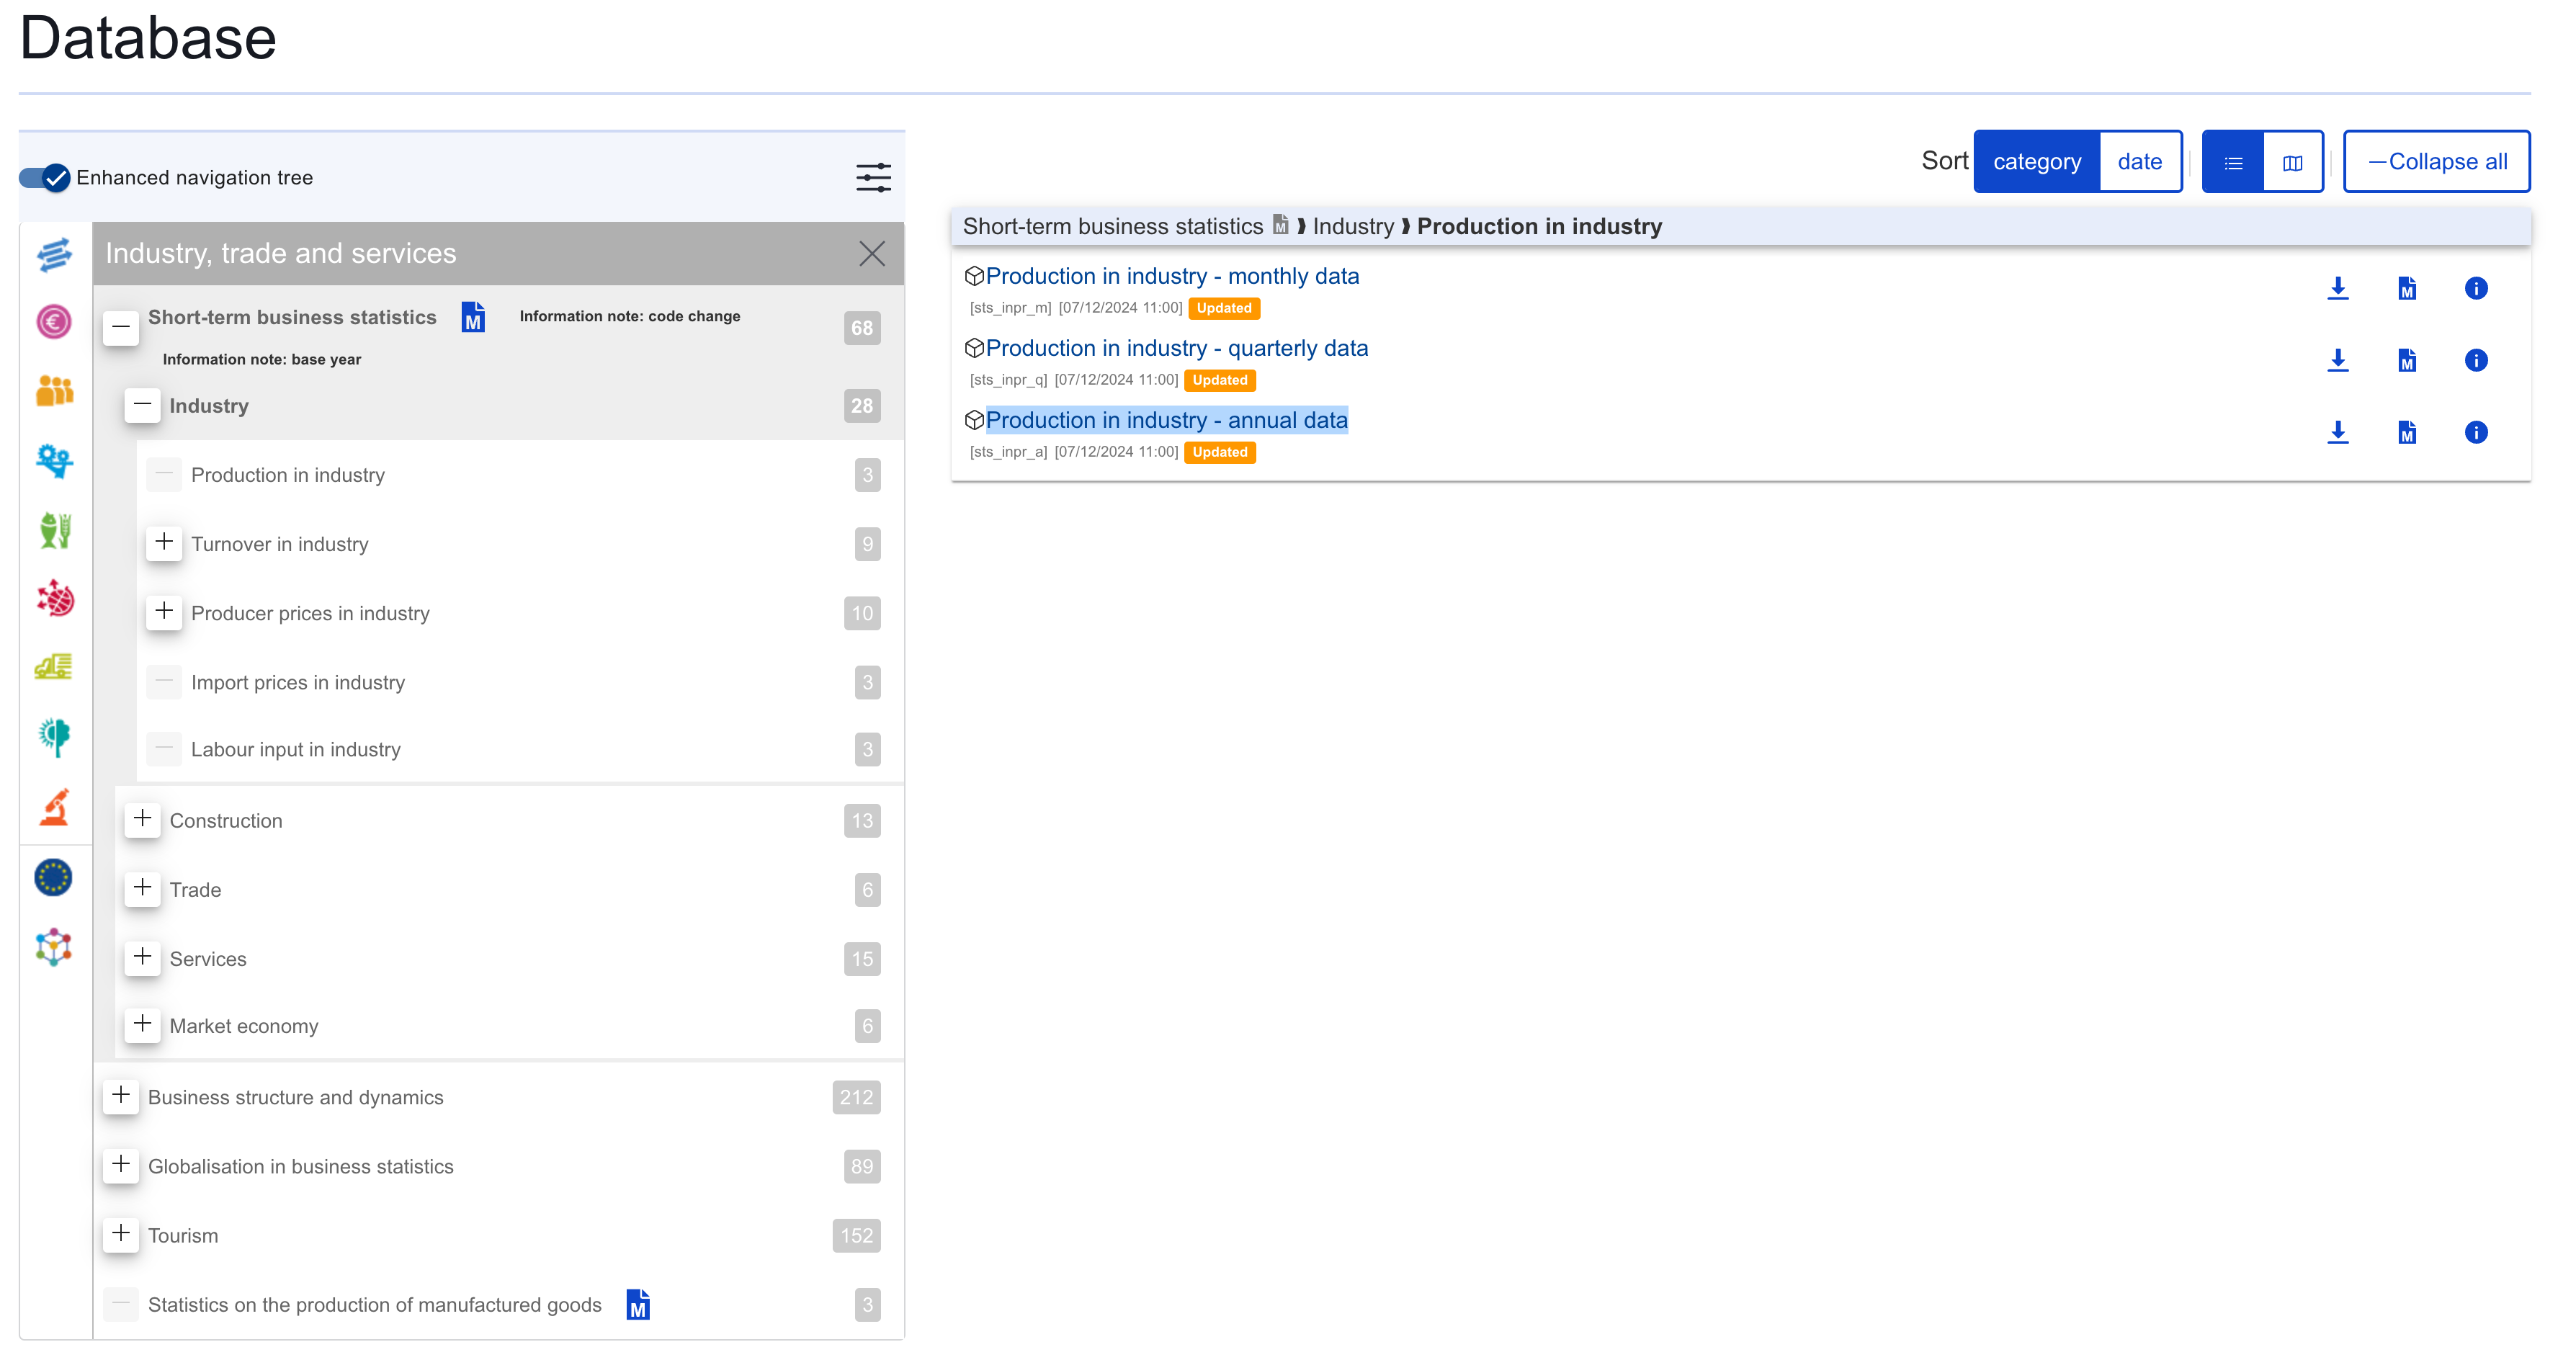 Database
Enhanced navigation tree
Industry, trade and services
Short-term business statistics M Information note: code change 68
Information note: base year
Industry 28
Production in industry 3
Turnover in industry 9
Producer prices in industry 10
Import prices in industry 3
Labour input in industry 3
Construction 13
Trade 6
Services 15
Market economy 6
Business structure and dynamics 212
Globalisation in business statistics 89
Tourism 152
Statistics on the production of manufactured goods M 3
Sort category date —Collapse all
Short-term business statistics M ❱ Industry ❱ Production in industry
Production in industry - monthly data M i
[sts_inpr_m] [07/12/2024 11:00] Updated
Production in industry - quarterly data M i
[sts_inpr_q] [07/12/2024 11:00] Updated
Production in industry - annual data M i
[sts_inpr_a] [07/12/2024 11:00] Updated